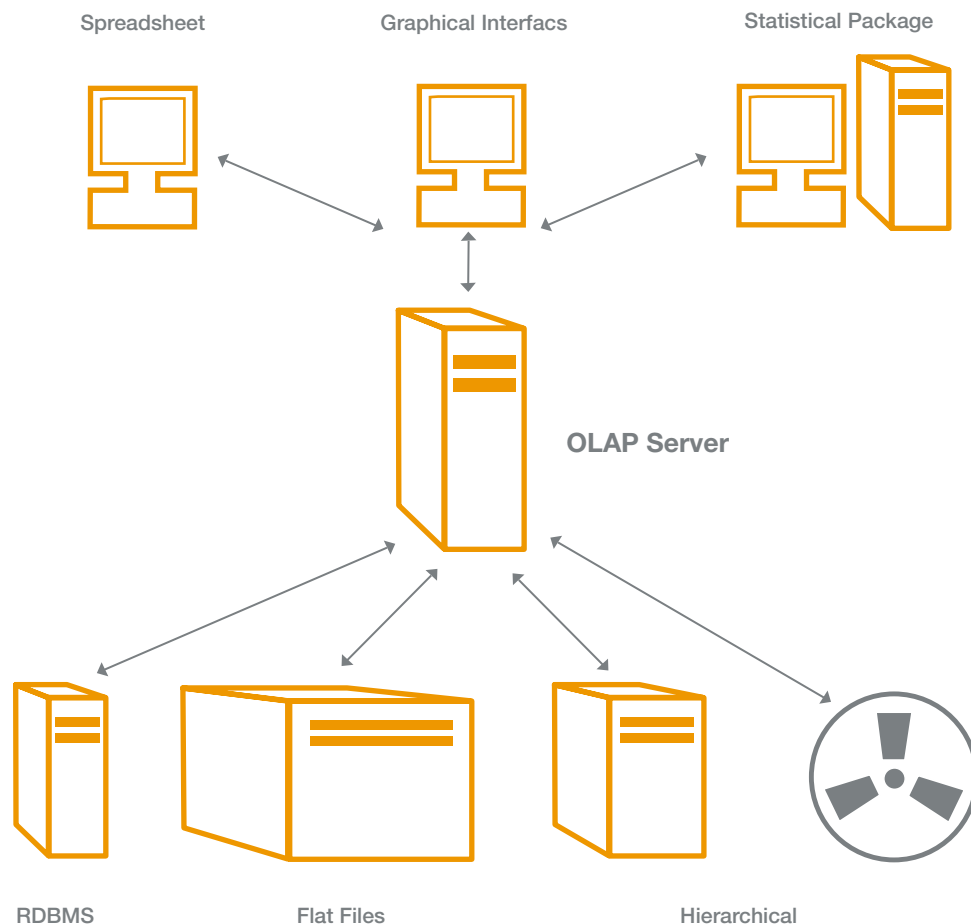 Spreadsheet
Graphical Interfacs
Statistical Package
OLAP Server
RDBMS
Flat Files
Hierarchical